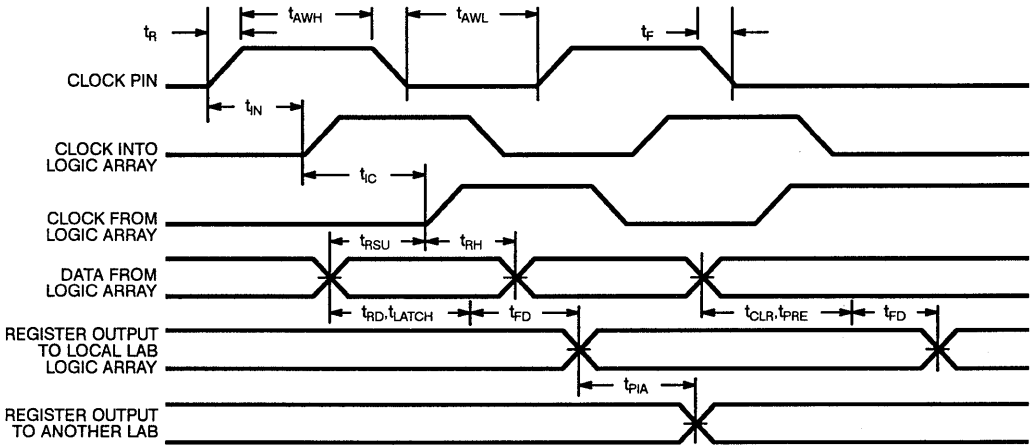 tR
tAWH
tAWL
tF
CLOCK PIN
tIN
CLOCK INTO
LOGIC ARRAY
tIC
CLOCK FROM
LOGIC ARRAY
tRSU
tRH
DATA FROM
LOGIC ARRAY
tRD,tLATCH
tFD
tCLR,tPRE
tFD
REGISTER OUTPUT
TO LOCAL LAB
LOGIC ARRAY
tPIA
REGISTER OUTPUT
TO ANOTHER LAB